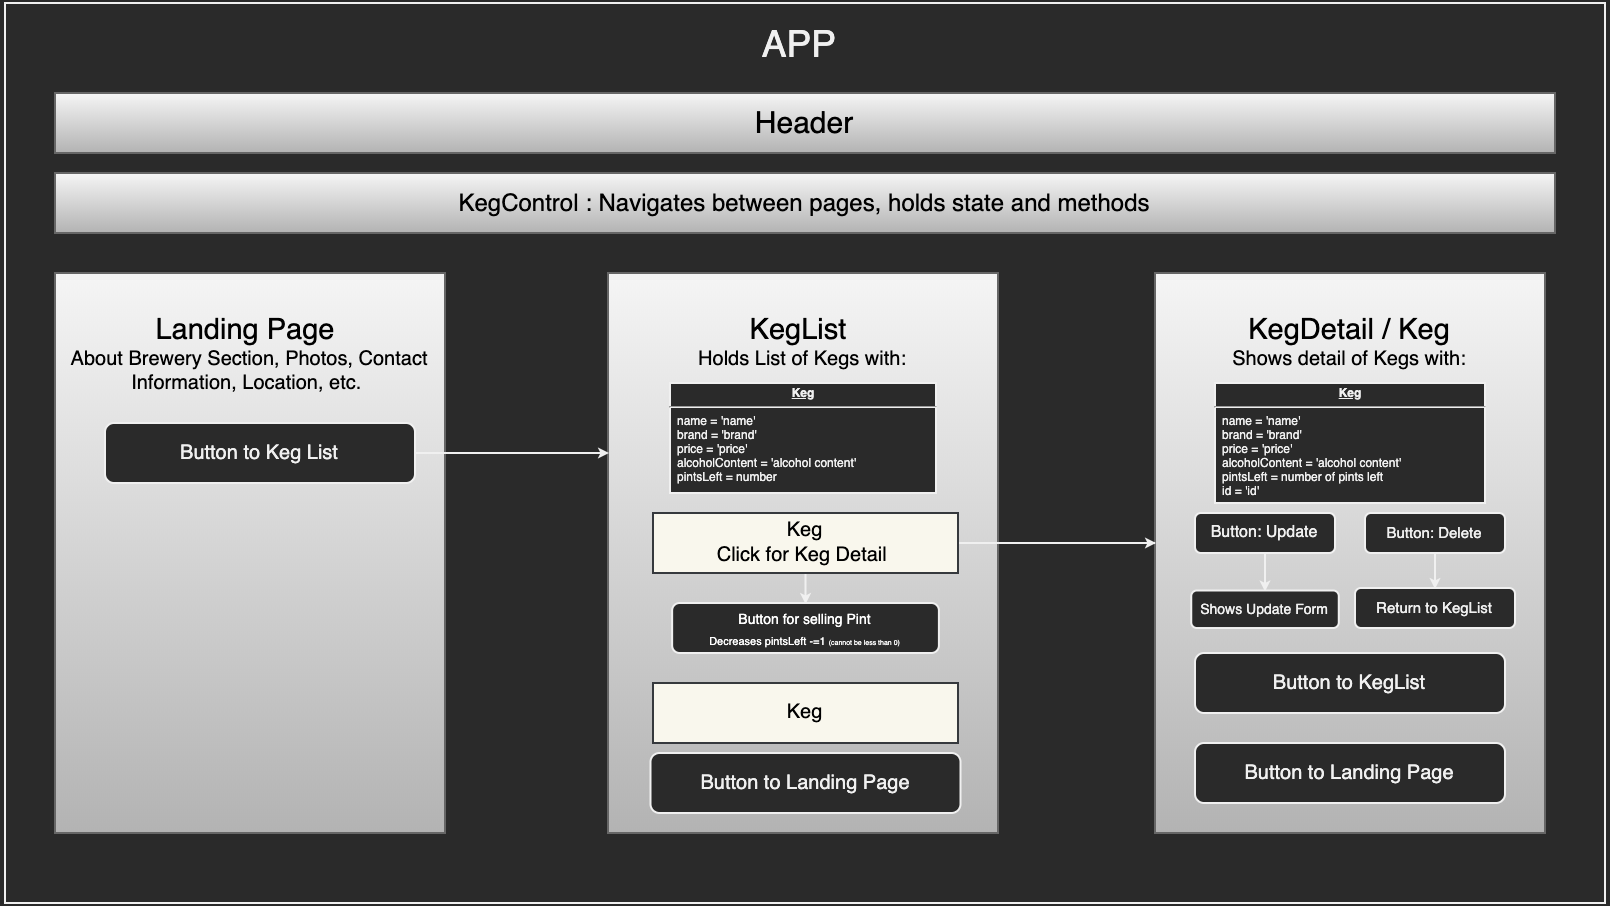 APP
Header
KegControl : Navigates between pages, holds state and methods
Landing Page
About Brewery Section, Photos, Contact
Information, Location, etc.
Button to Keg List
KegList
Holds List of Kegs with:
Keg
name = 'name'
brand = 'brand'
price = 'price'
alcoholContent = 'alcohol content'
pintsLeft = number
Keg
Click for Keg Detail
Button for selling Pint
Decreases pintsLeft -=1 (cannot be less than 0)
Keg
Button to Landing Page
KegDetail / Keg
Shows detail of Kegs with:
Keg
name = 'name'
brand = 'brand'
price = 'price'
alcoholContent = 'alcohol content'
pintsLeft = number of pints left
id = 'id'
Button: Update
Button: Delete
Shows Update Form
Return to KegList
Button to KegList
Button to Landing Page